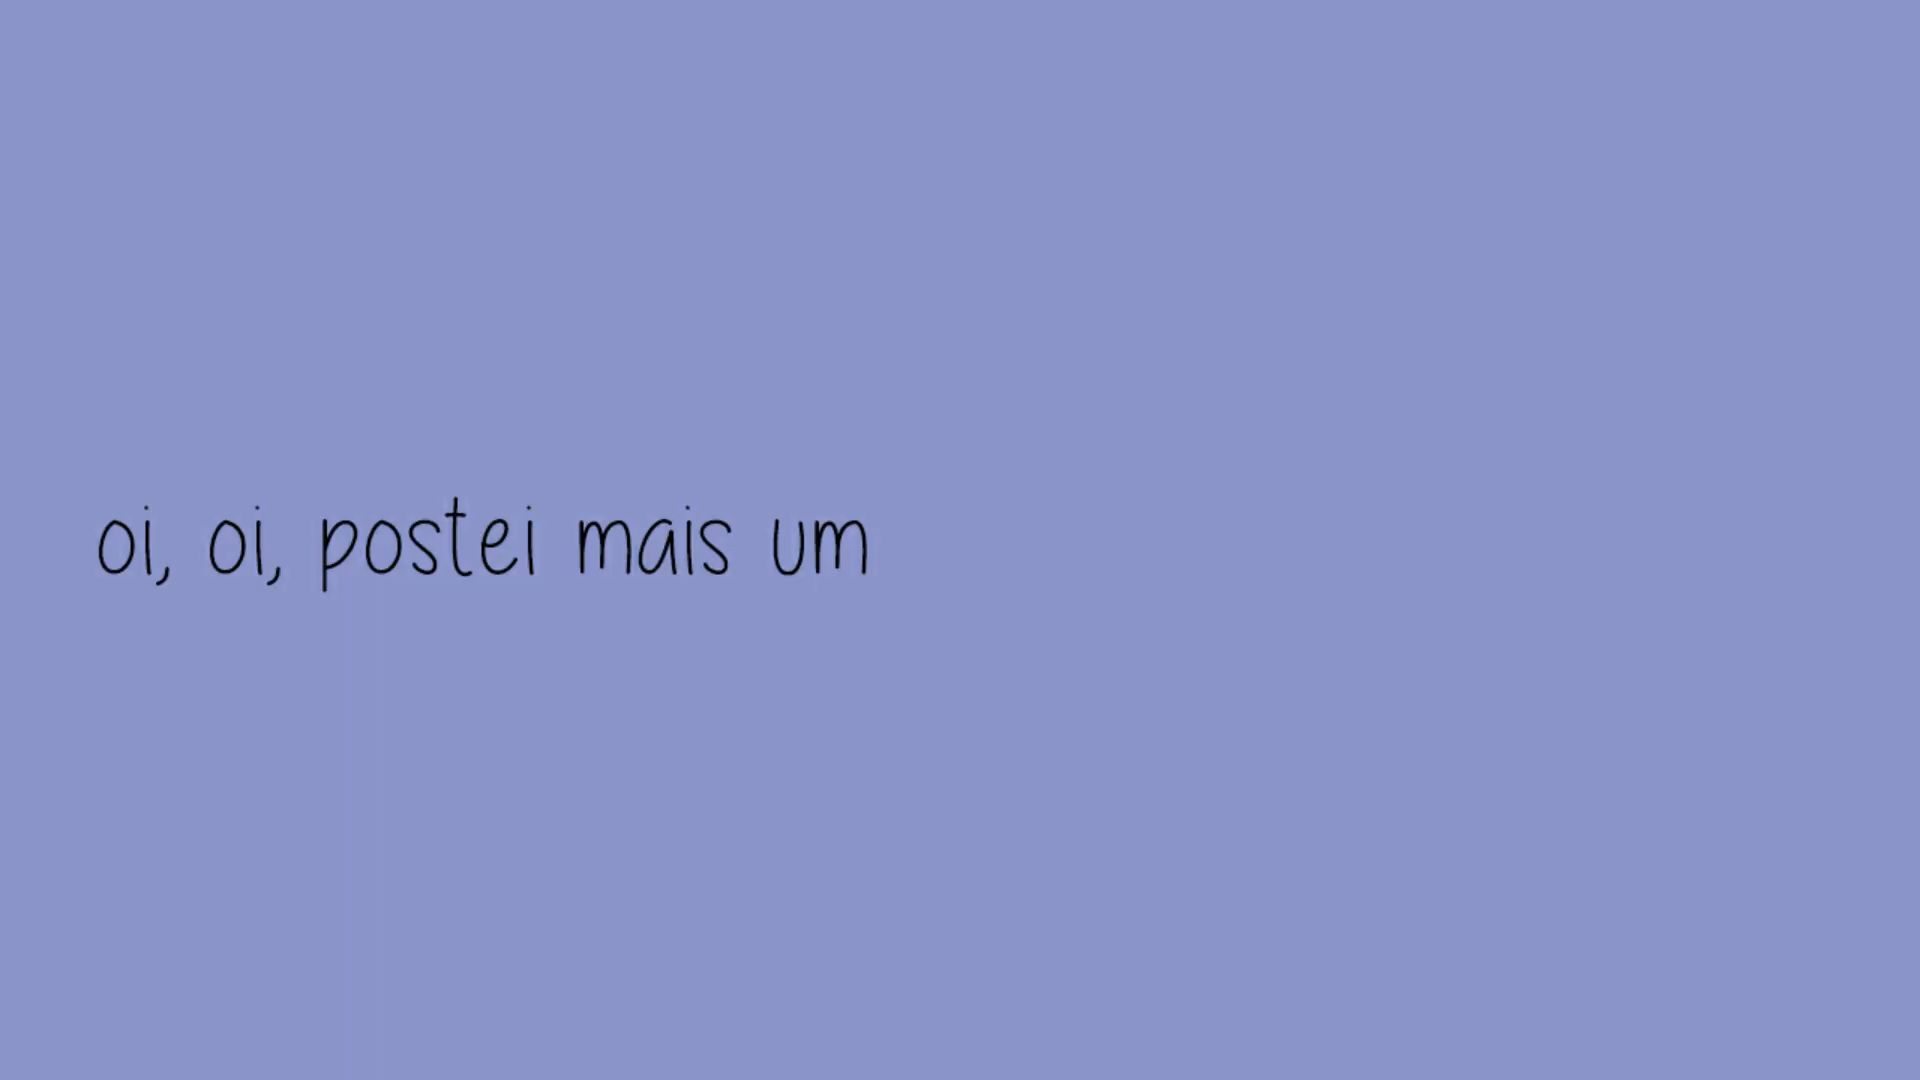 oi, oi, postei mais um